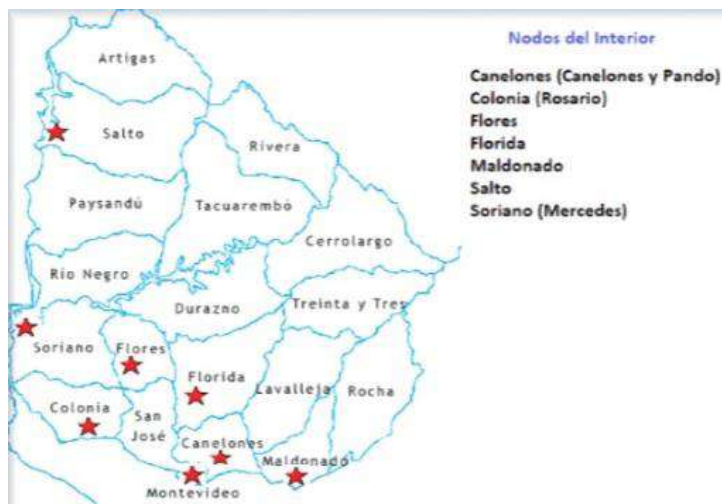 Nodos del Interior
Canelones (Canelones y Pando)
Colonia (Rosario)
Flores
Florida
Maldonado
Salto
Soriano (Mercedes)
Artigas
Salto
Rivera
Paysandú
Tacuarembó
Cerrolargo
Río Negro
Durazno
Treinta y Tres
Soriano
Flores
Florida
Lavalleja
Rocha
Colonia
San
José
Canelones
Maldonado
Montevideo